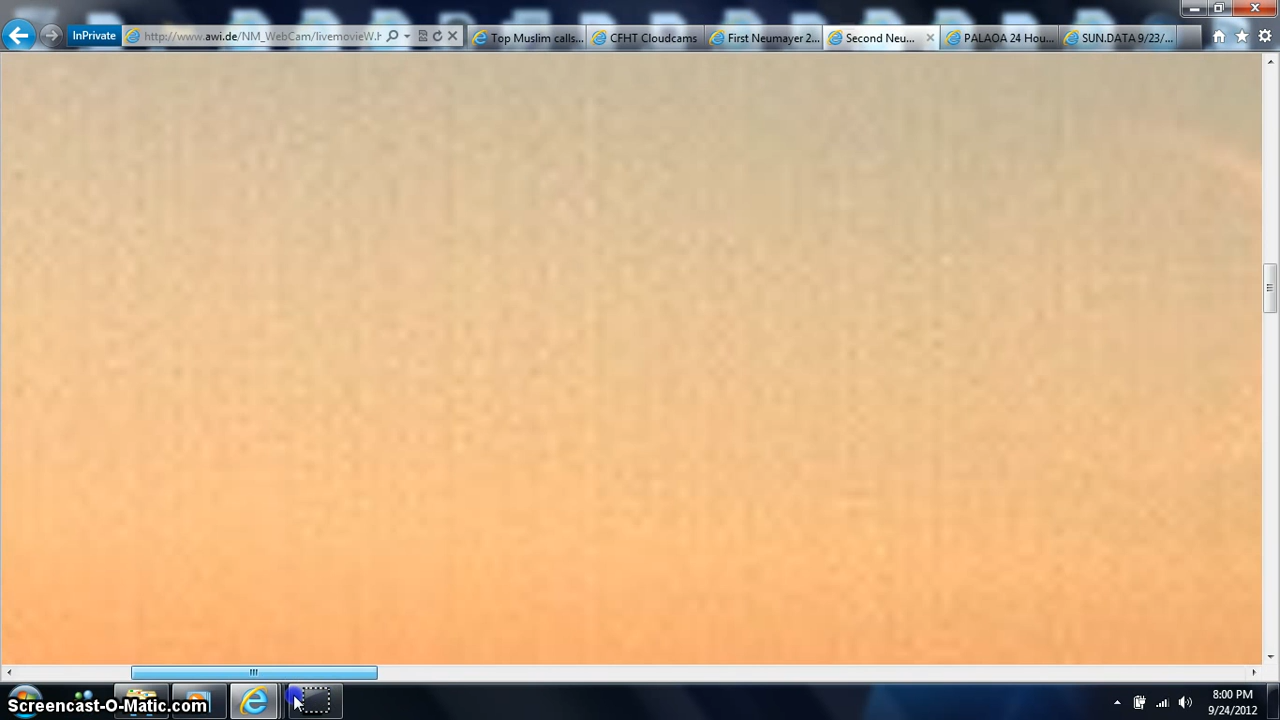 InPrivate
http://www.awi.de/NM_WebCam/livemovieW.h
Top Muslim calls...
CFHT Cloudcams
First Neumayer 2...
Second Neu...
PALAOA 24 Hou...
SUN.DATA 9/23/...
Screencast-O-Matic.com
8:00 PM
9/24/2012